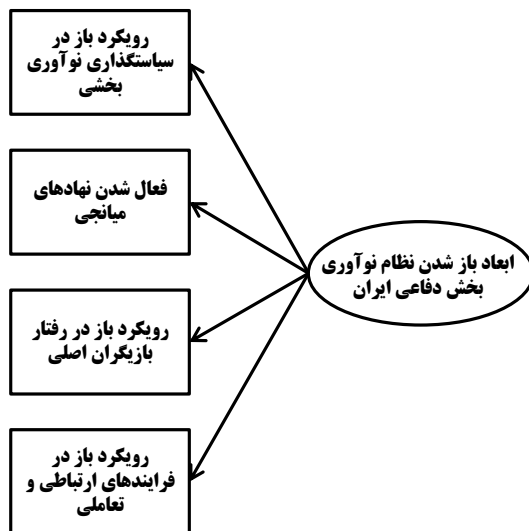 ابعاد باز شدن نظام نوآوری
بخش دفاعی ایران
رویکرد باز در
سیاستگذاری نوآوری
بخشی
فعال شدن نهادهای
میانجی
رویکرد باز در رفتار
بازیگران اصلی
رویکرد باز در
فرایندهای ارتباطی و
تعاملی